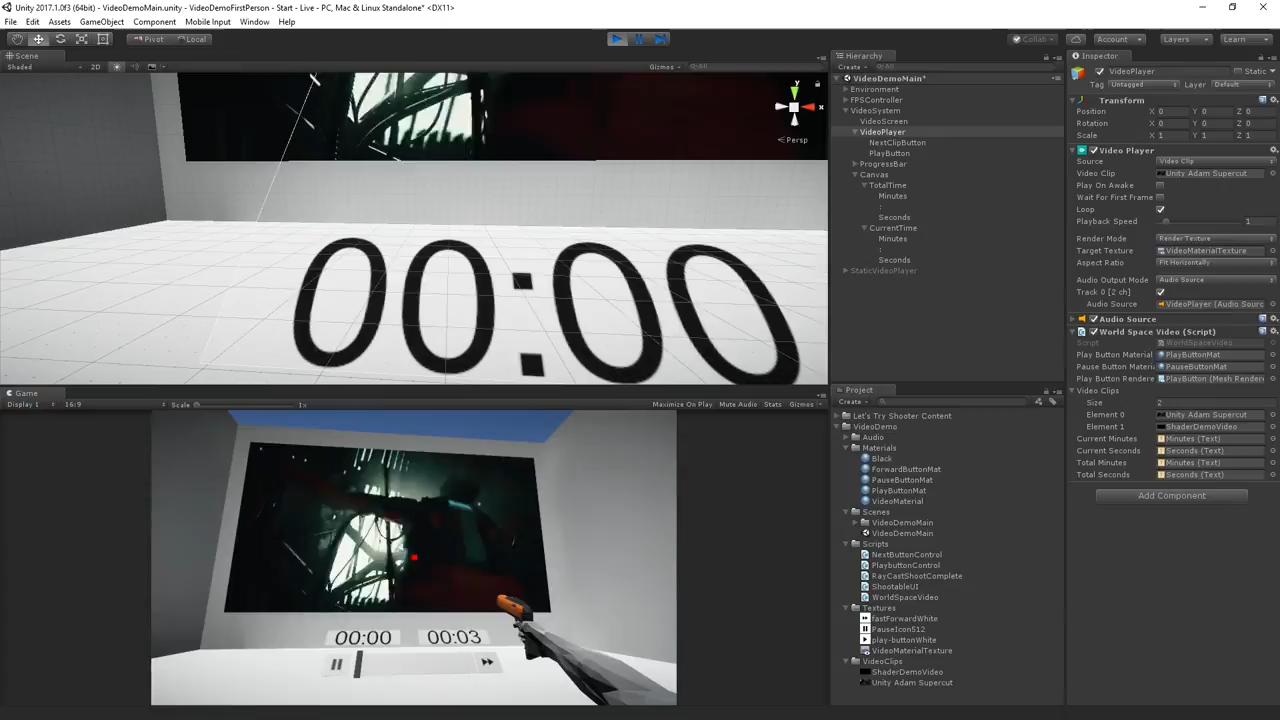 Unity 2017.1.0f3 (64bit) - VideoDemoMain.unity - VideoDemoFirstPerson - Start - Live - PC, Mac & Linux Standalone* <DX11>
File Edit Assets GameObject Component Mobile Input Window Help
Pivot Local Collab Account Layers Learn
Scene
Shaded 2D Gizmos All
y
x
Persp
00:00
Game
Display 1 16:9 Scale 1x Maximize On Play Mute Audio Stats Gizmos
00:00 00:03
Hierarchy
Create All
VideoDemoMain*
Environment
FPSController
VideoSystem
VideoScreen
VideoPlayer
NextClipButton
PlayButton
ProgressBar
Canvas
TotalTime
Minutes
:
Seconds
CurrentTime
Minutes
:
Seconds
StaticVideoPlayer
Project
Create
Let's Try Shooter Content
VideoDemo
Audio
Materials
Black
ForwardButtonMat
PauseButtonMat
PlayButtonMat
VideoMaterial
Scenes
VideoDemoMain
VideoDemoMain
Scripts
NextButtonControl
PlaybuttonControl
RayCastShootComplete
ShootableUI
WorldSpaceVideo
Textures
fastForwardWhite
PauseIcon512
play-buttonWhite
VideoMaterialTexture
VideoClips
ShaderDemoVideo
Unity Adam Supercut
Inspector
VideoPlayer Static
Tag Untagged Layer Default
Transform
Position X 0 Y 0 Z 0
Rotation X 0 Y 0 Z 0
Scale X 1 Y 1 Z 1
Video Player
Source Video Clip
Video Clip Unity Adam Supercut
Play On Awake
Wait For First Frame
Loop
Playback Speed 1
Render Mode Render Texture
Target Texture VideoMaterialTexture
Aspect Ratio Fit Horizontally
Audio Output Mode Audio Source
Track 0 [2 ch]
Audio Source VideoPlayer (Audio Sourc
Audio Source
World Space Video (Script)
Script WorldSpaceVideo
Play Button Material PlayButtonMat
Pause Button Materia PauseButtonMat
Play Button Rendere PlayButton (Mesh Renderer
Video Clips
Size 2
Element 0 Unity Adam Supercut
Element 1 ShaderDemoVideo
Current Minutes Minutes (Text)
Current Seconds Seconds (Text)
Total Minutes Minutes (Text)
Total Seconds Seconds (Text)
Add Component